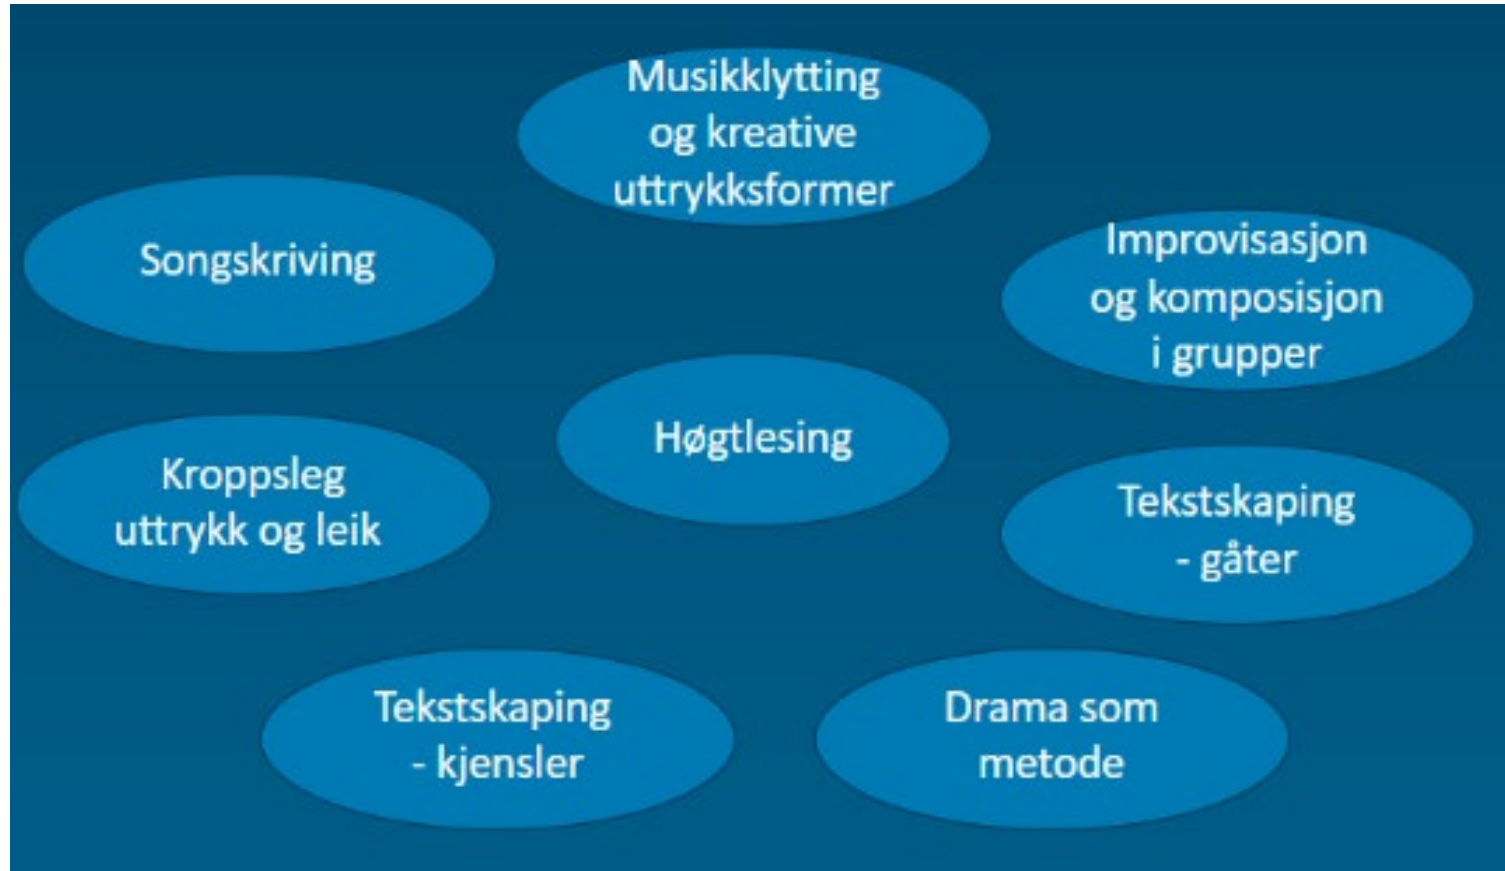 Musikklytting
og kreative
uttrykksformer
Songskriving
Improvisasjon
og komposisjon
i grupper
Høgtlesing
Kroppsleg
uttrykk og leik
Tekstskaping
- gåter
Tekstskaping
- kjensler
Drama som
metode